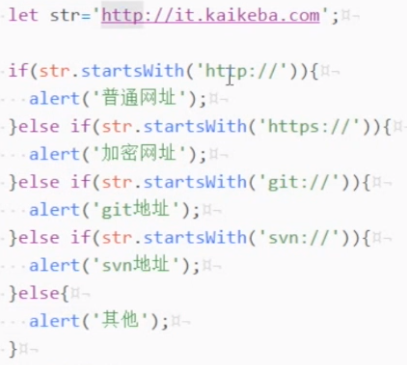 let str='http://it.kaikeba.com';
if(str.startsWith('http://')){
alert('普通网址');
}else if(str.startsWith('https://')){
alert('加密网址');
}else if(str.startsWith('git://')){
alert('git地址');
}else if(str.startsWith('svn://')){
alert('svn地址');
}else{
alert('其他');
}